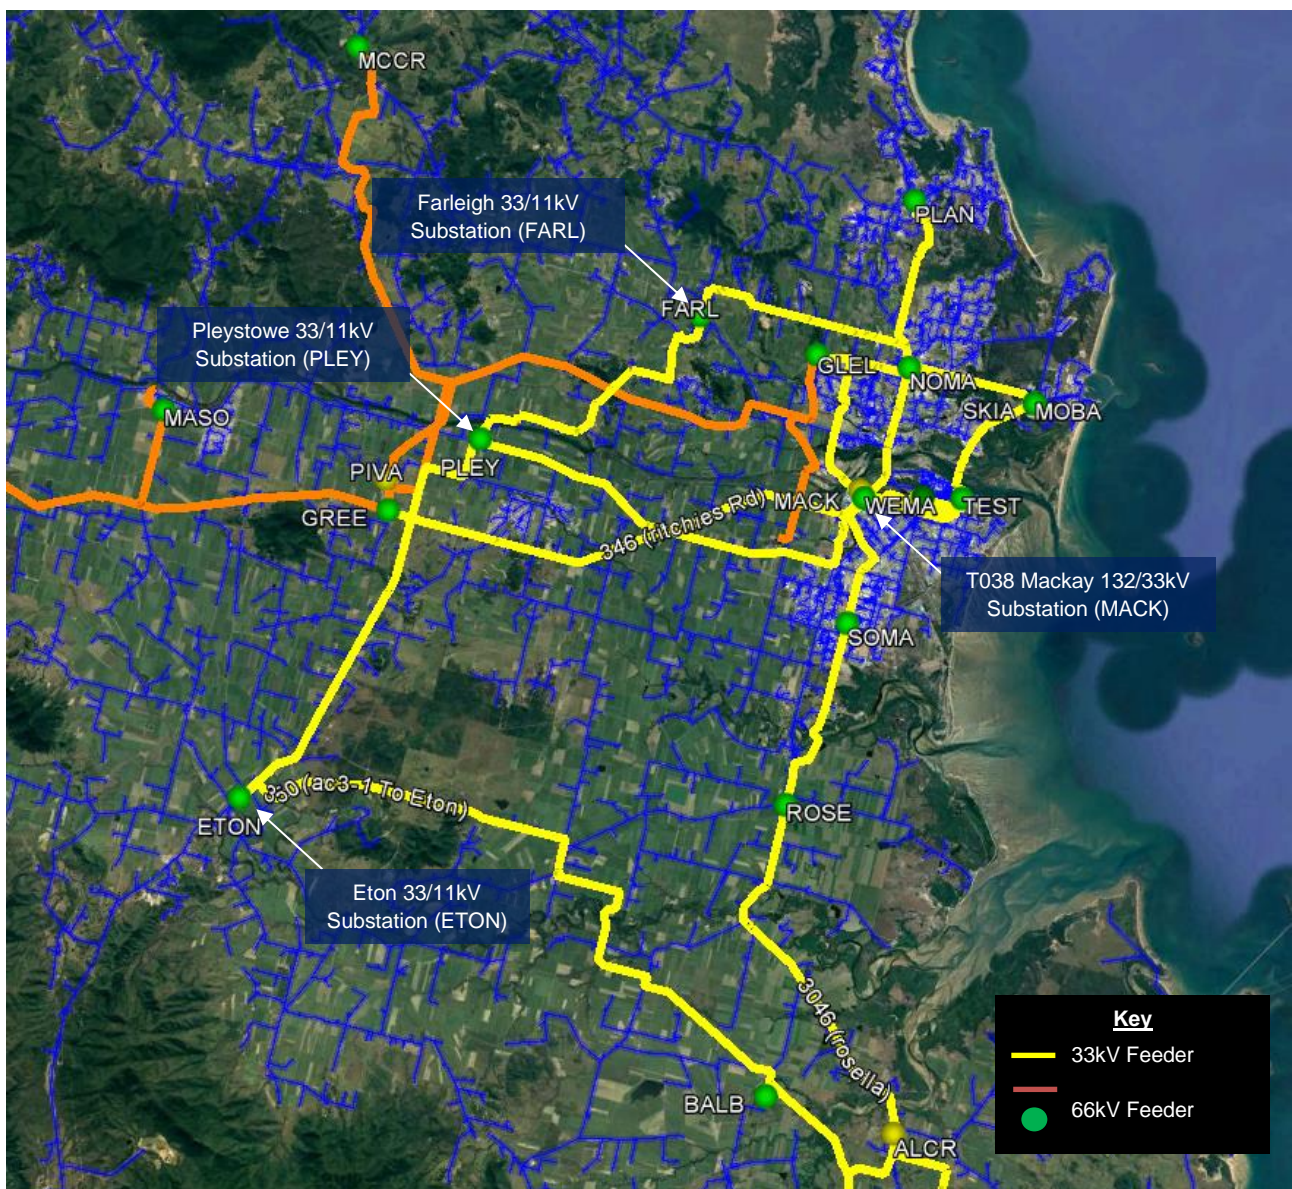 MCCR
Farleigh 33/11kV
Substation (FARL)
PLAN
FARL
Pleystowe 33/11kV
Substation (PLEY)
GLEL
NOMA
MASO
SKIA
MOBA
PIVA
PLEY
GREE
346 (ritchies Rd)
MACK
WEMA
TEST
T038 Mackay 132/33kV
Substation (MACK)
SOMA
(ac3-1 To Eton)
ETON
ROSE
Eton 33/11kV
Substation (ETON)
3046 (rosella)
BALB
ALCR
Key
33kV Feeder
66kV Feeder